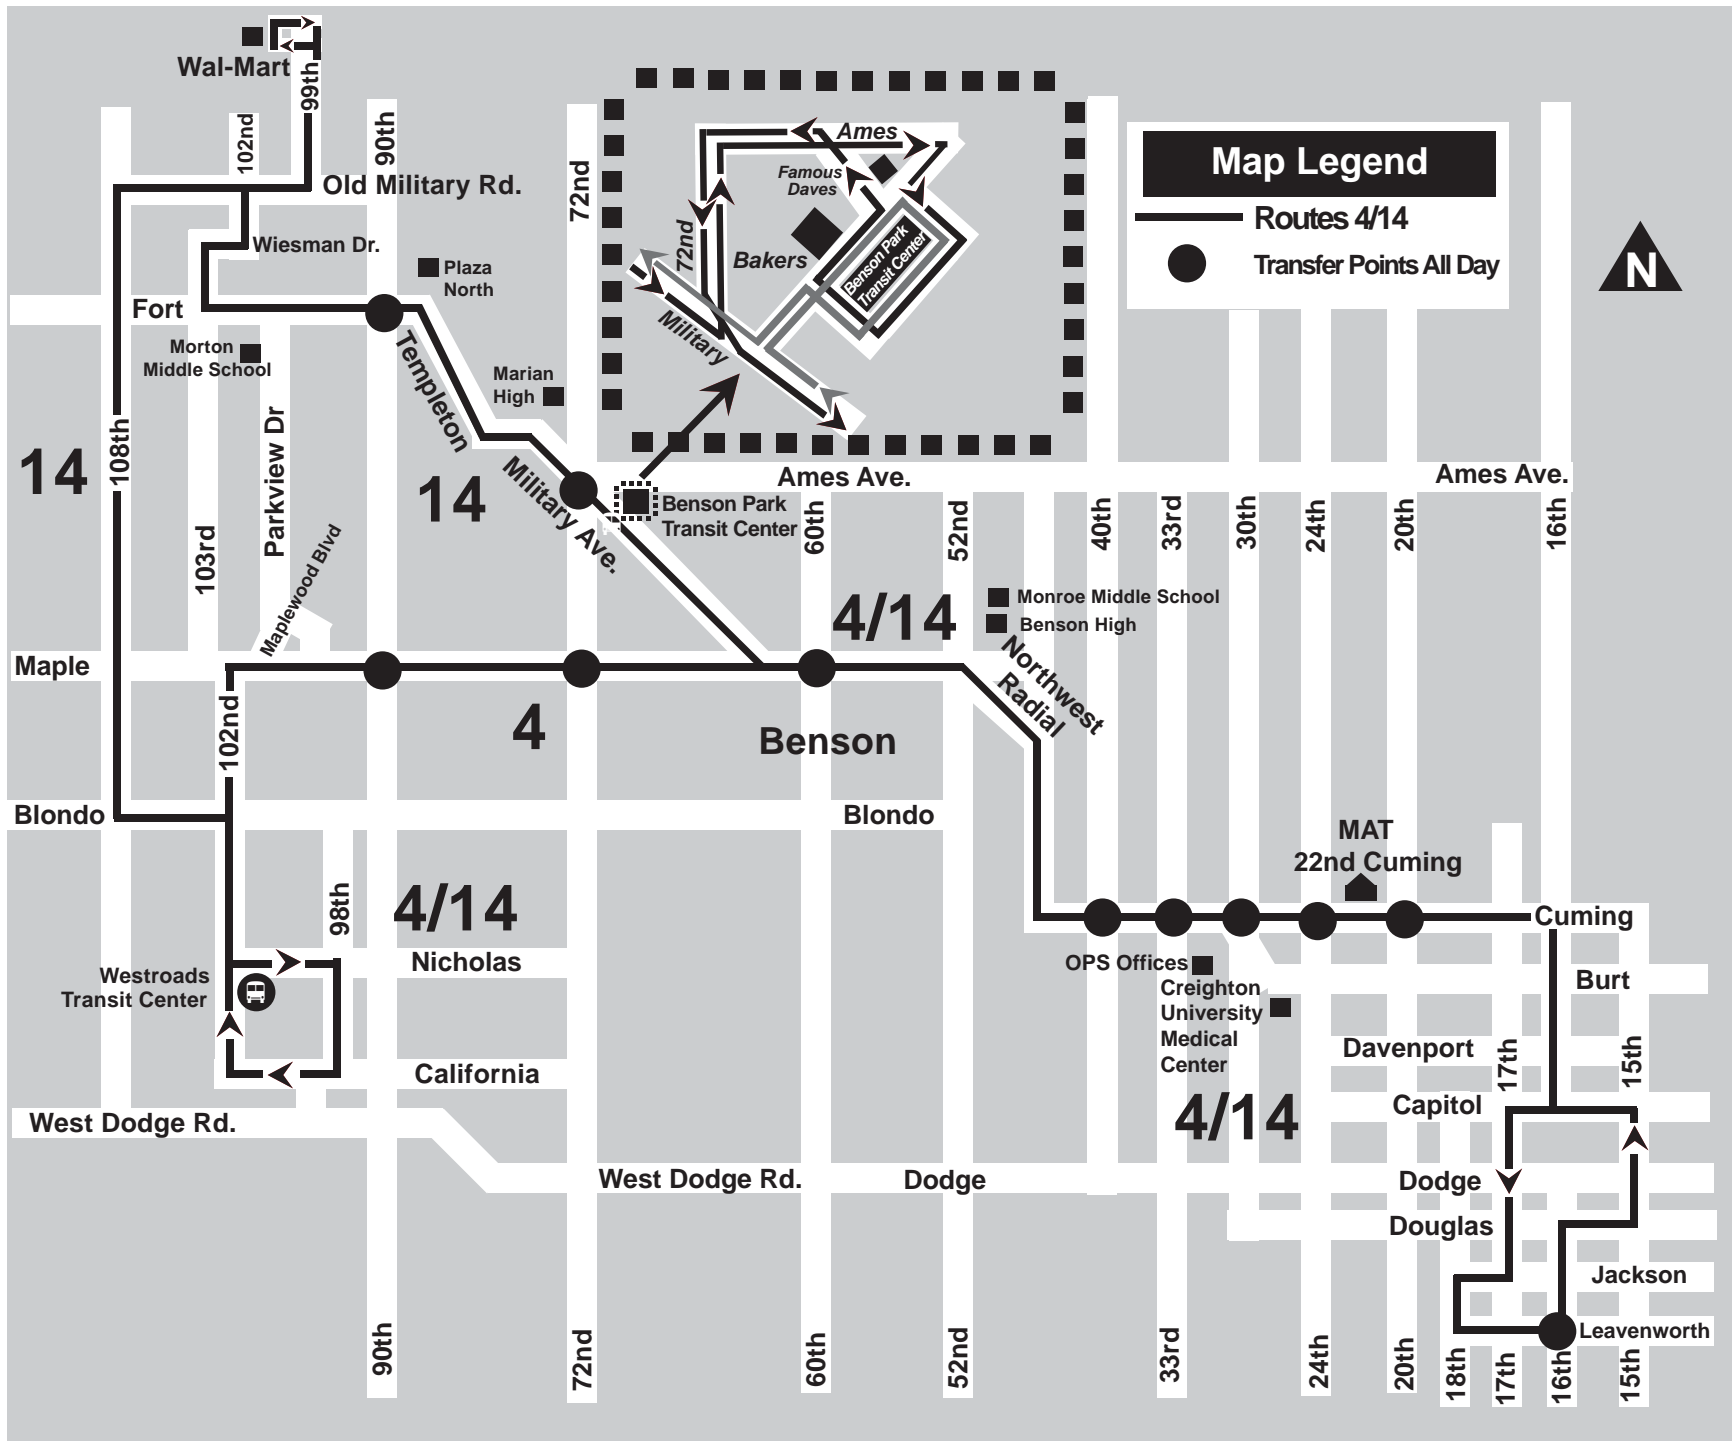 Wal-Mart
99th
102nd
90th
Old Military Rd.
Wiesman Dr.
Plaza
North
Fort
Morton
Middle School
Templeton
Marian
High
72nd
Ames
Famous
Daves
72nd
Bakers
Benson Park
Transit Center
Military
Map Legend
Routes 4/14
Transfer Points All Day
N
14
108th
Parkview Dr
14
Military Ave.
103rd
Maplewood Blvd
Benson Park
Transit Center
Ames Ave.
Ames Ave.
60th
52nd
40th
33rd
30th
24th
20th
16th
4/14
Monroe Middle School
Benson High
Northwest
Radial
Maple
102nd
4
Benson
Blondo
Blondo
MAT
22nd Cuming
98th
4/14
Nicholas
Cuming
Westroads
Transit Center
OPS Offices
Creighton
University
Medical
Center
Burt
California
Davenport
17th
15th
Capitol
4/14
West Dodge Rd.
West Dodge Rd.
Dodge
Dodge
Douglas
Jackson
Leavenworth
90th
72nd
60th
52nd
33rd
24th
20th
18th
17th
16th
15th